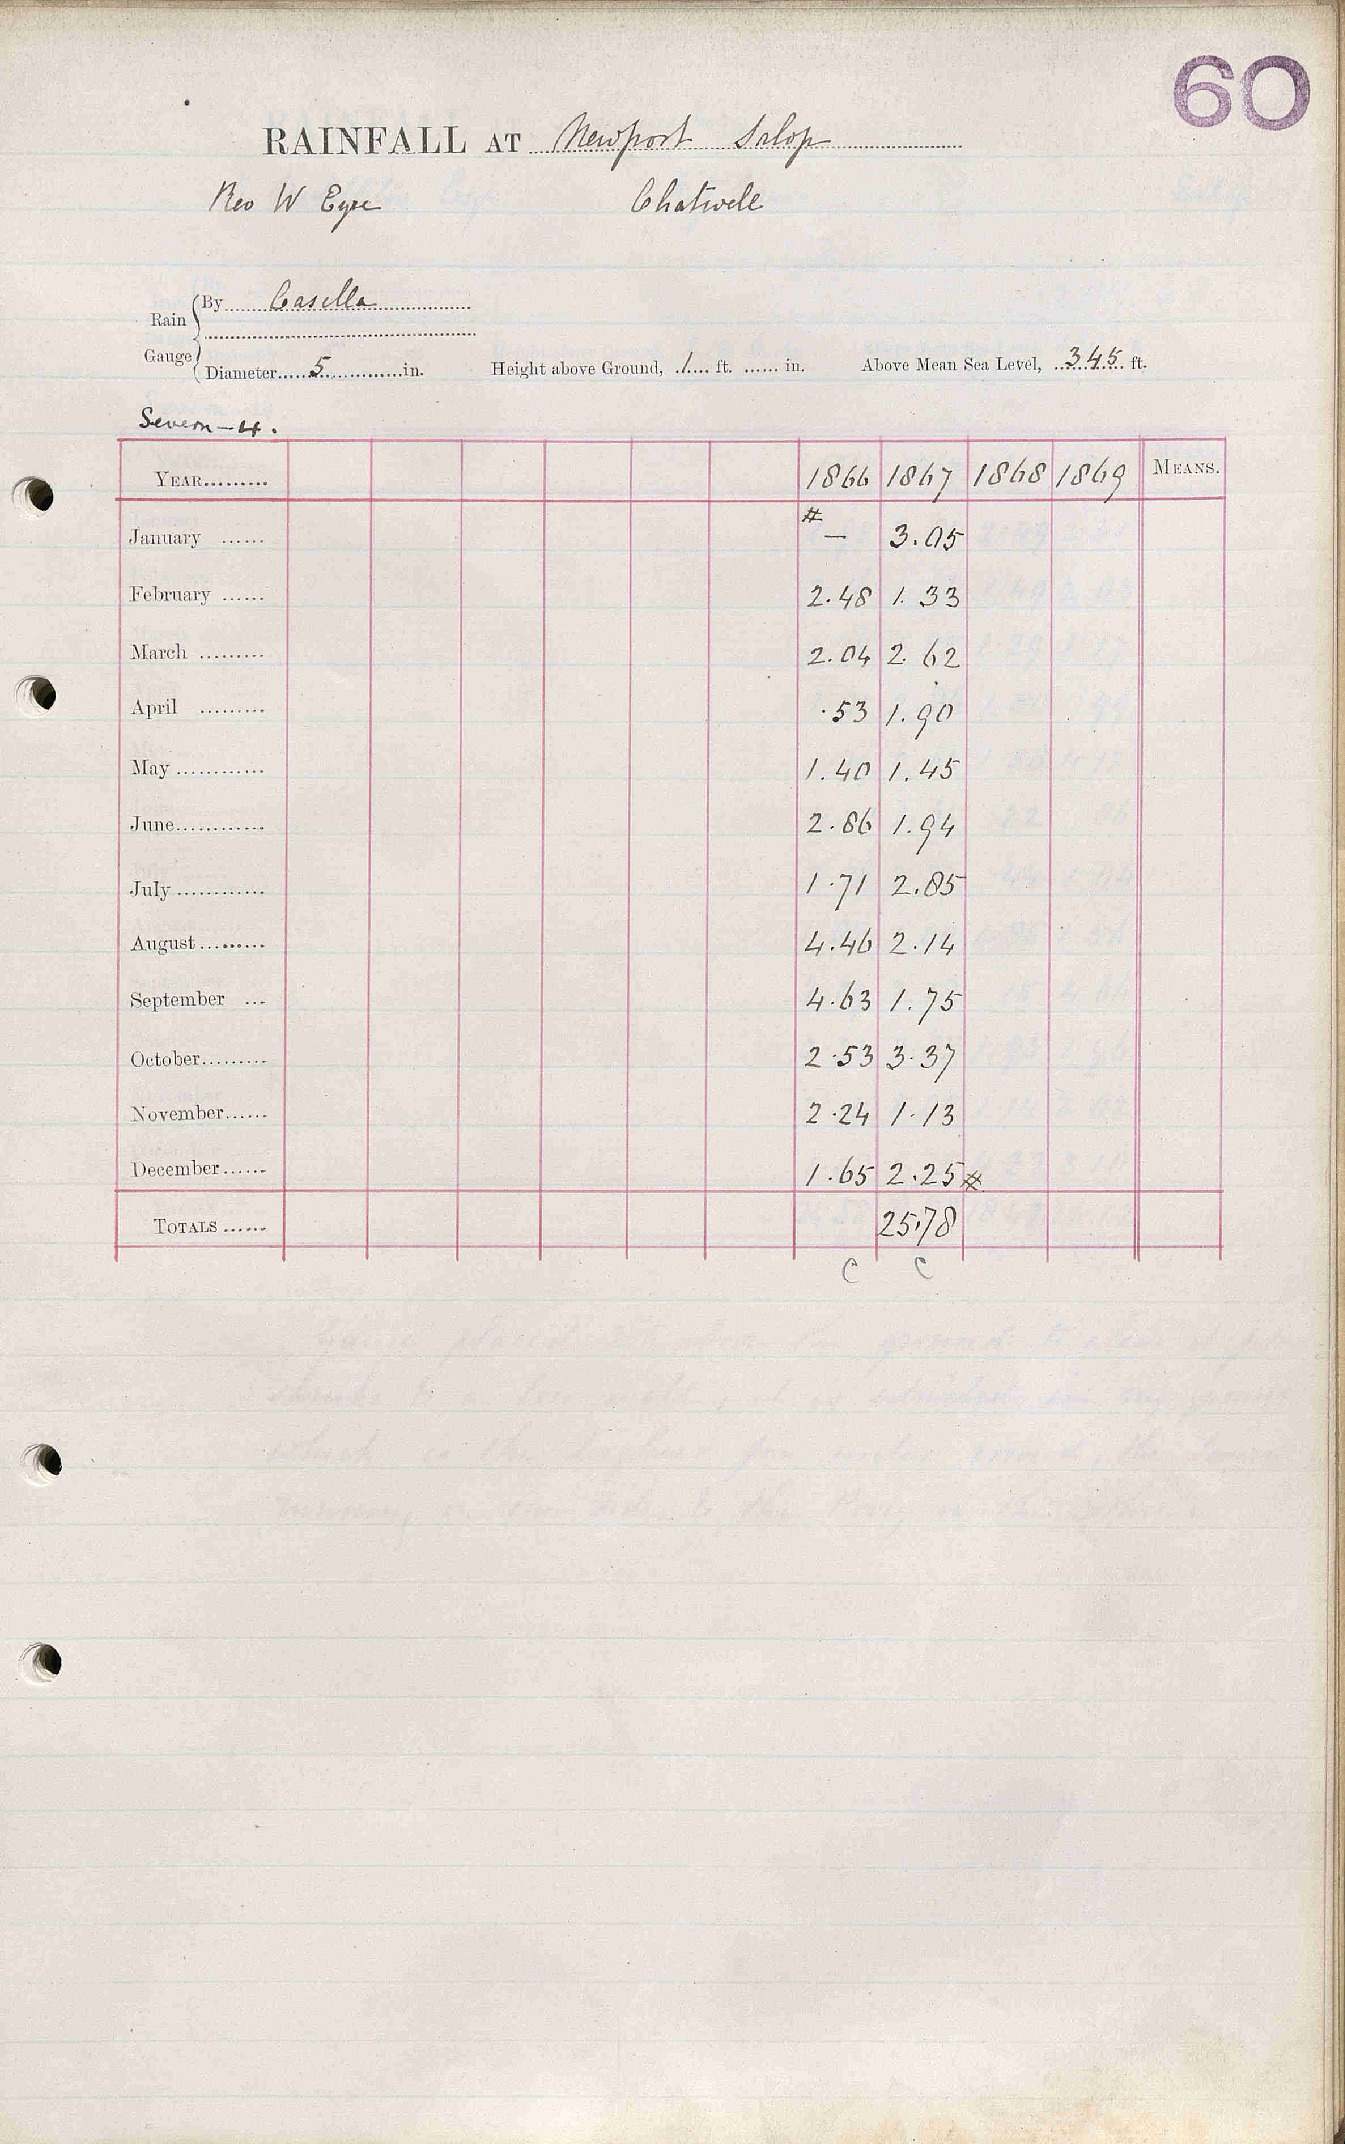 60
RAINFALL AT Newport Salop
Rev W Eyre Chatwell
Rain Gauge By Casella
Diameter 5 in. Height above Ground, 1 ft. in. Above Mean Sea Level, 345 ft.
Severn-4.
YEAR 1866 1867 1868 1869 MEANS.
#
January — 3.05
February 2.48 1.33
March 2.04 2.62
April .53 1.90
May 1.40 1.45
June 2.86 1.94
July 1.71 2.85
August 4.46 2.14
September 4.63 1.75
October 2.53 3.37
November 2.24 1.13
December 1.65 2.25 #
TOTALS 25.78
C C